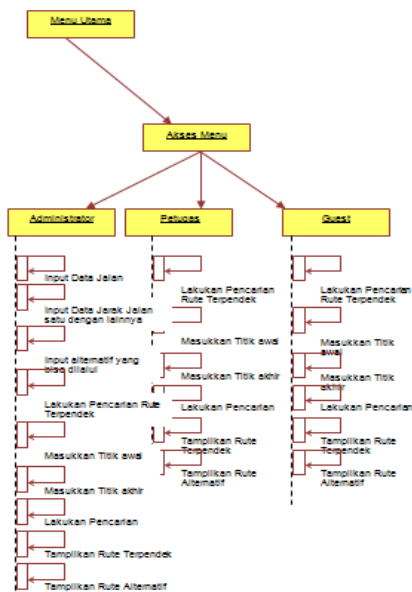 Menu Utama
Akses Menu
Administrator
Petugas
Guest
Input Data Jalan
Input Data Jarak Jalan
satu dengan lainnya
Input alternatif yang
bisa dilalui
Lakukan Pencarian Rute
Terpendek
Masukkan Titik awal
Masukkan Titik akhir
Lakukan Pencarian
Tampilkan Rute Terpendek
Tampilkan Rute Alternatif
Lakukan Pencarian
Rute Terpendek
Masukkan Titik awal
Masukkan Titik akhir
Lakukan Pencarian
Tampilkan Rute
Terpendek
Tampilkan Rute
Alternatif
Lakukan Pencarian
Rute Terpendek
Masukkan Titik
awal
Masukkan Titik
akhir
Lakukan Pencarian
Tampilkan Rute
Terpendek
Tampilkan Rute
Alternatif